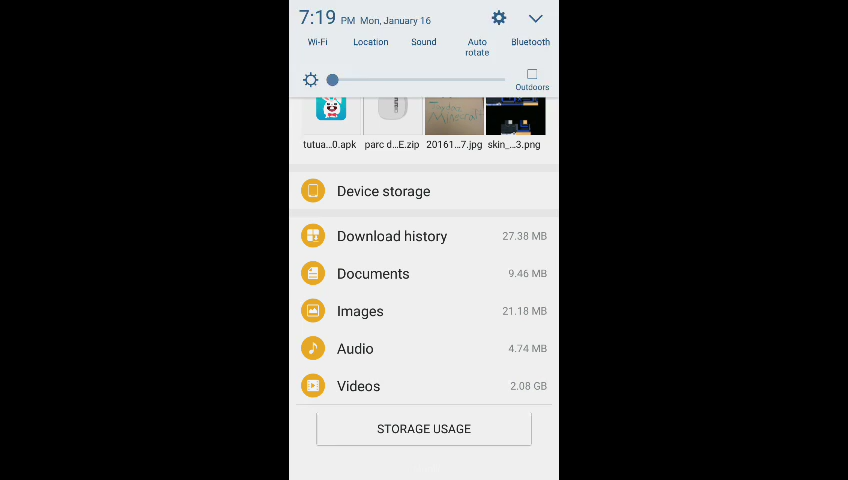 7:19 PM Mon, January 16
Wi-Fi Location Sound Auto rotate Bluetooth
Outdoors
tutua...0.apk parc d...E.zip 20161...7.jpg skin_...3.png
Device storage
Download history 27.38 MB
Documents 9.46 MB
Images 21.18 MB
Audio 4.74 MB
Videos 2.08 GB
STORAGE USAGE